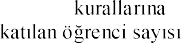 kurallarına
katılan öğrenci sayısı